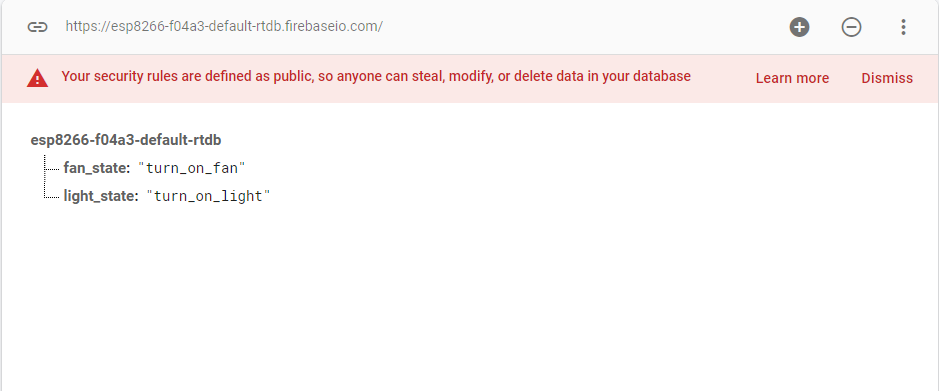 https://esp8266-f04a3-default-rtdb.firebaseio.com/
Your security rules are defined as public, so anyone can steal, modify, or delete data in your database Learn more Dismiss
esp8266-f04a3-default-rtdb
fan_state: "turn_on_fan"
light_state: "turn_on_light"